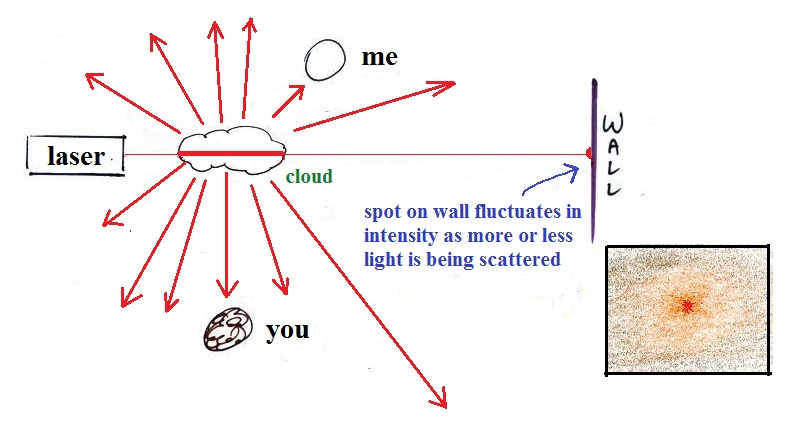 me
laser
cloud
WALL
spot on wall fluctuates in
intensity as more or less
light is being scattered
you